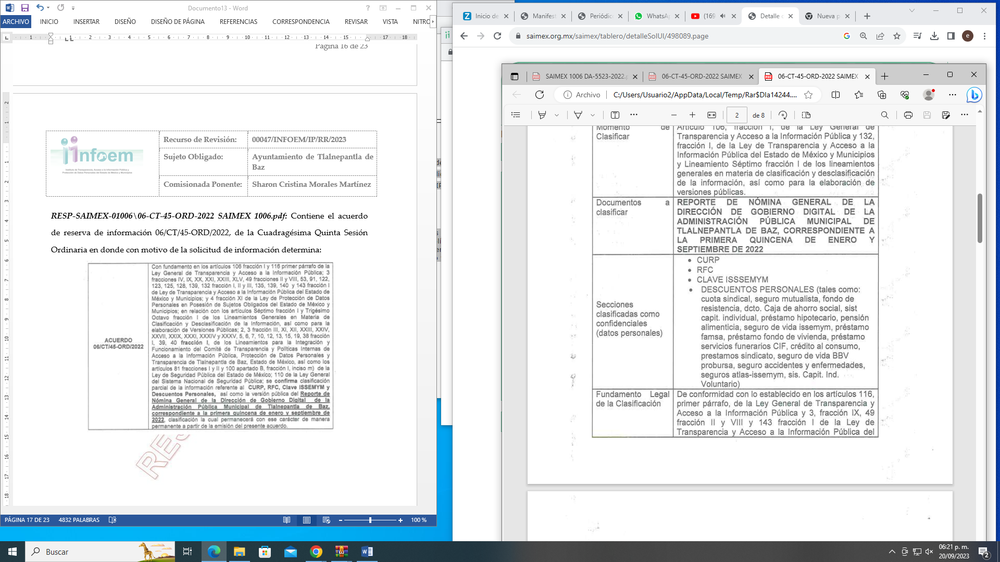 Documento13 - Word
ARCHIVO INICIO INSERTAR DISEÑO DISEÑO DE PÁGINA REFERENCIAS CORRESPONDENCIA REVISAR VISTA NITRO
Página 16 de 23
infoem
Instituto de Transparencia, Acceso a la Información Pública y
Protección de Datos Personales del Estado de México y Municipios
Recurso de Revisión: 00047/INFOEM/IP/RR/2023
Sujeto Obligado: Ayuntamiento de Tlalnepantla de
Baz
Comisionada Ponente: Sharon Cristina Morales Martínez
RESP-SAIMEX-01006\06-CT-45-ORD-2022 SAIMEX 1006.pdf: Contiene el acuerdo
de reserva de información 06/CT/45-ORD/2022, de la Cuadragésima Quinta Sesión
Ordinaria en donde con motivo de la solicitud de información determina:
ACUERDO
06/CT/45-ORD/2022
Con fundamento en los artículos 106 fracción I y 116 primer párrafo de la
Ley General de Transparencia y Acceso a la Información Pública; 3
fracciones IV, IX, XX, XXI, XXIII, XLV, 49 fracciones II y VIII, 53, 91, 122,
123, 125, 128, 139, 132 fracción I, II y III, 135, 139, 140 y 143 fracción I
de Ley de Transparencia y Acceso a la Información Pública del Estado de
México y Municipios; y 4 fracción XI de la Ley de Protección de Datos
Personales en Posesión de Sujetos Obligados del Estado de México y
Municipios; en relación con los artículos Séptimo fracción I y Trigésimo
Octavo fracción I de los Lineamientos Generales en Materia de
Clasificación y Desclasificación de la Información, así como para la
elaboración de Versiones Públicas; 2, 3 fracción III, XI, XII, XXIII, XXIV,
XXVII, XXIX, XXXI, XXXIV y XXXV, 5, 6, 7, 10, 12, 13, 15, 19, 38 fracción
I, 39, 40 fracción I, de los Lineamientos para la Integración y
Funcionamiento del Comité de Transparencia y Políticas Internas de
Acceso a la Información Pública, Protección de Datos Personales y
Transparencia de Tlalnepantla de Baz, Estado de México, así como los
artículos 81 fracciones I y II y 100 apartado B, fracción I, inciso m) de la
Ley de Seguridad Pública del Estado de México; 110 de la Ley General
del Sistema Nacional de Seguridad Pública; se confirma clasificación
parcial de la información referente al CURP, RFC, Clave ISSEMYM y
Descuentos Personales, así como la versión pública del Reporte de
Nómina General de la Dirección de Gobierno Digital de la
Administración Pública Municipal de Tlalnepantla de Baz,
correspondiente a la primera quincena de enero y septiembre de
2022, clasificación la cual permanecerá con ese carácter de manera
permanente a partir de la emisión del presente acuerdo.
RES
PÁGINA 17 DE 23 4832 PALABRAS 100 %
Inicio de Manifest Periódic WhatsA (169 Detalle Nueva p
saimex.org.mx/saimex/tablero/detalleSolUI/498089.page
e
SAIMEX 1006 DA-5523-2022. 06-CT-45-ORD-2022 SAIMEX 06-CT-45-ORD-2022 SAIMEX
Archivo C:/Users/Usuario2/AppData/Local/Temp/Rar$DIa14244....
2 de 8
Momento de
Clasificar
Artículo 106, fracción I, de la Ley General de
Transparencia y Acceso a la Información Pública y 132,
fracción I, de la Ley de Transparencia y Acceso a la
Información Pública del Estado de México y Municipios
y Lineamiento Séptimo fracción I de los lineamientos
generales en materia de clasificación y desclasificación
de la información, así como para la elaboración de
versiones públicas.
Documentos a
clasificar
REPORTE DE NÓMINA GENERAL DE LA
DIRECCIÓN DE GOBIERNO DIGITAL DE LA
ADMINISTRACIÓN PÚBLICA MUNICIPAL DE
TLALNEPANTLA DE BAZ, CORRESPONDIENTE A
LA PRIMERA QUINCENA DE ENERO Y
SEPTIEMBRE DE 2022
Secciones
clasificadas como
confidenciales
(datos personales)
• CURP
• RFC
• CLAVE ISSSEMYM
• DESCUENTOS PERSONALES (tales como:
cuota sindical, seguro mutualista, fondo de
resistencia, dcto. Caja de ahorro social, sist
capit. individual, préstamo hipotecario, pensión
alimenticia, seguro de vida issemym, préstamo
famsa, préstamo fondo de vivienda, préstamo
servicios funerarios CIF, crédito al consumo,
prestamos sindicato, seguro de vida BBV
probursa, seguro accidentes y enfermedades,
seguros atlas-issemym, sis. Capit. Ind.
Voluntario)
Fundamento Legal
de la Clasificación
De conformidad con lo establecido en los artículos 116,
primer párrafo, de la Ley General de Transparencia y
Acceso a la Información Pública y 3, fracción IX, 49
fracción II y VIII y 143 fracción I de la Ley de
Transparencia y Acceso a la Información Pública del
Buscar
06:21 p. m.
20/09/2023
2